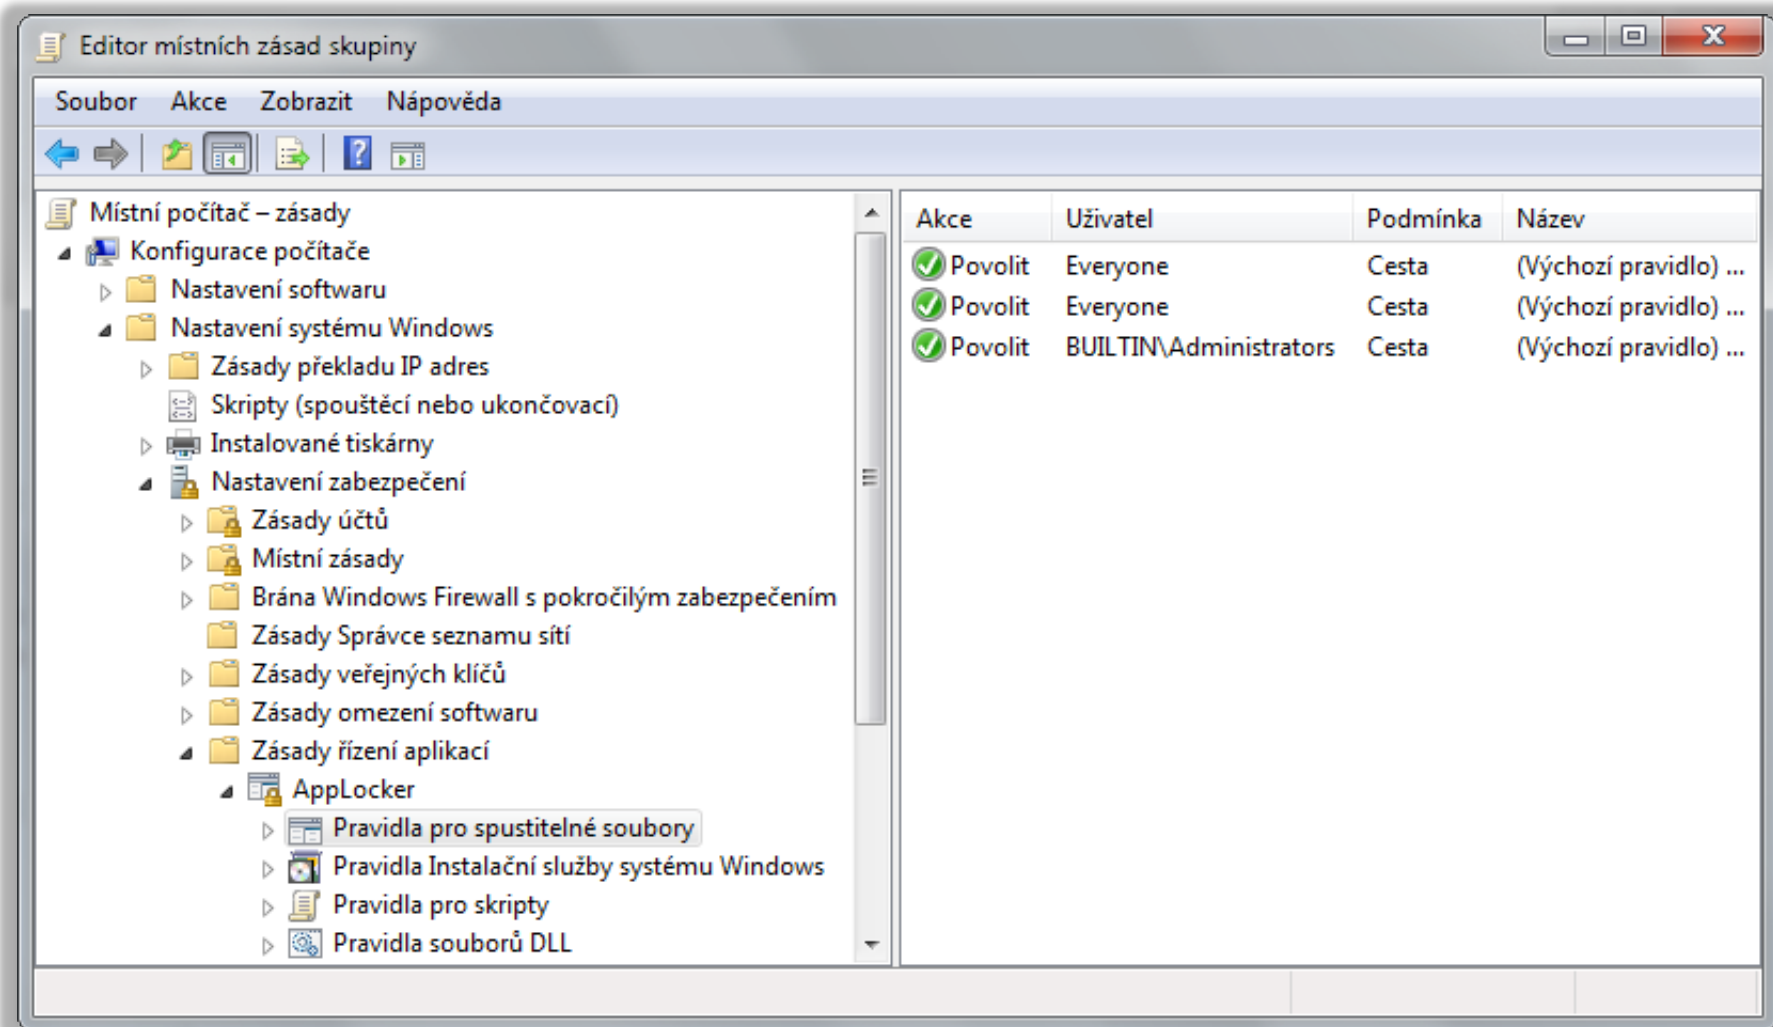 Editor místních zásad skupiny
Soubor Akce Zobrazit Nápověda
Místní počítač – zásady
Konfigurace počítače
Nastavení softwaru
Nastavení systému Windows
Zásady překladu IP adres
Skripty (spouštěcí nebo ukončovací)
Instalované tiskárny
Nastavení zabezpečení
Zásady účtů
Místní zásady
Brána Windows Firewall s pokročilým zabezpečením
Zásady Správce seznamu sítí
Zásady veřejných klíčů
Zásady omezení softwaru
Zásady řízení aplikací
AppLocker
Pravidla pro spustitelné soubory
Pravidla Instalační služby systému Windows
Pravidla pro skripty
Pravidla souborů DLL
Akce Uživatel Podmínka Název
Povolit Everyone Cesta (Výchozí pravidlo) ...
Povolit Everyone Cesta (Výchozí pravidlo) ...
Povolit BUILTIN\Administrators Cesta (Výchozí pravidlo) ...